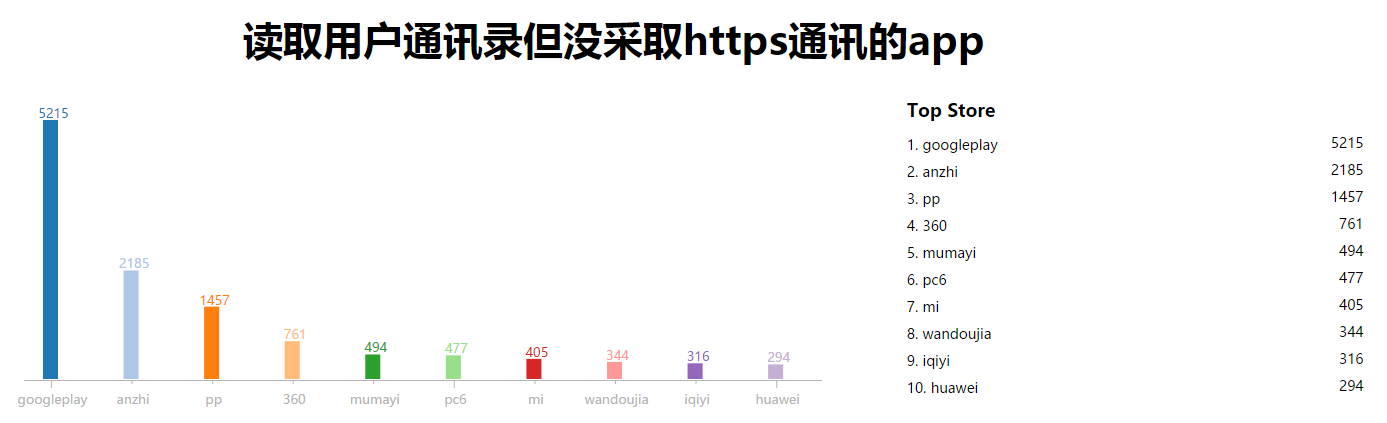 读取用户通讯录但没采取https通讯的app
5215
2185
1457
761
494
477
405
344
316
294
googleplay
anzhi
pp
360
mumayi
pc6
mi
wandoujia
iqiyi
huawei
Top Store
1. googleplay 5215
2. anzhi 2185
3. pp 1457
4. 360 761
5. mumayi 494
6. pc6 477
7. mi 405
8. wandoujia 344
9. iqiyi 316
10. huawei 294